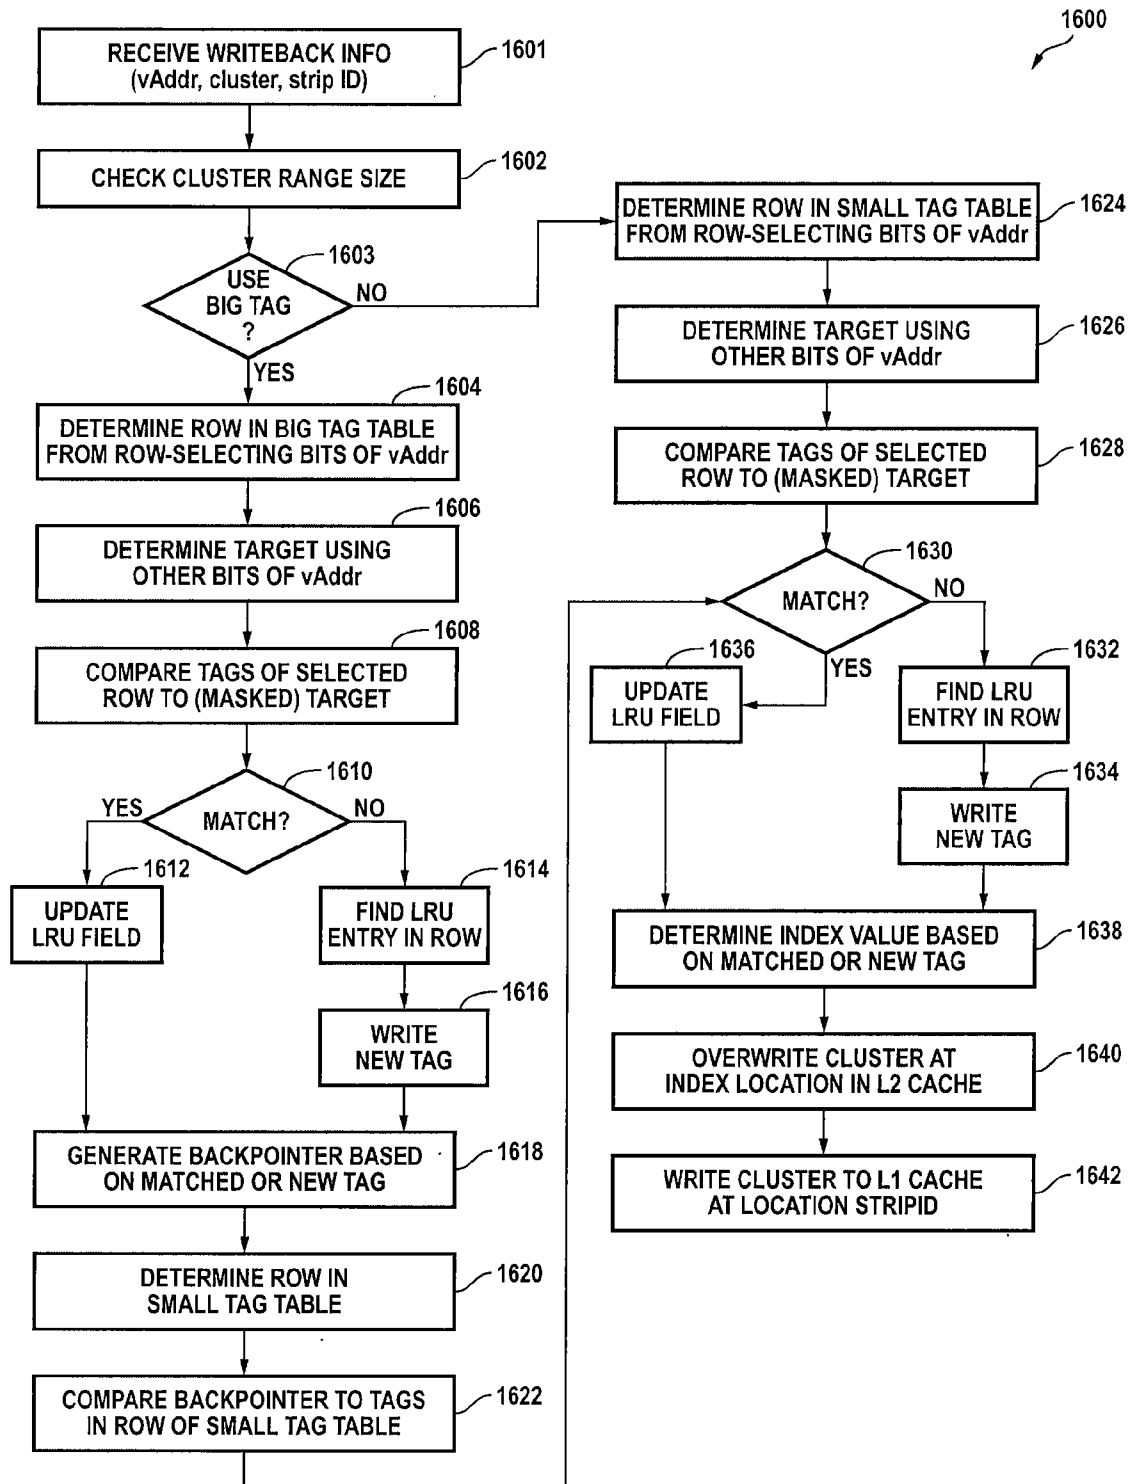 1600
RECEIVE WRITEBACK INFO
(vAddr, cluster, strip ID)
1601
CHECK CLUSTER RANGE SIZE
1602
USE
BIG TAG
?
1603
NO
YES
DETERMINE ROW IN BIG TAG TABLE
FROM ROW-SELECTING BITS OF vAddr
1604
DETERMINE TARGET USING
OTHER BITS OF vAddr
1606
COMPARE TAGS OF SELECTED
ROW TO (MASKED) TARGET
1608
MATCH?
1610
YES
NO
UPDATE
LRU FIELD
1612
FIND LRU
ENTRY IN ROW
1614
WRITE
NEW TAG
1616
GENERATE BACKPOINTER BASED
ON MATCHED OR NEW TAG
1618
DETERMINE ROW IN
SMALL TAG TABLE
1620
COMPARE BACKPOINTER TO TAGS
IN ROW OF SMALL TAG TABLE
1622
DETERMINE ROW IN SMALL TAG TABLE
FROM ROW-SELECTING BITS OF vAddr
1624
DETERMINE TARGET USING
OTHER BITS OF vAddr
1626
COMPARE TAGS OF SELECTED
ROW TO (MASKED) TARGET
1628
MATCH?
1630
NO
YES
UPDATE
LRU FIELD
1636
FIND LRU
ENTRY IN ROW
1632
WRITE
NEW TAG
1634
DETERMINE INDEX VALUE BASED
ON MATCHED OR NEW TAG
1638
OVERWRITE CLUSTER AT
INDEX LOCATION IN L2 CACHE
1640
WRITE CLUSTER TO L1 CACHE
AT LOCATION STRIPID
1642